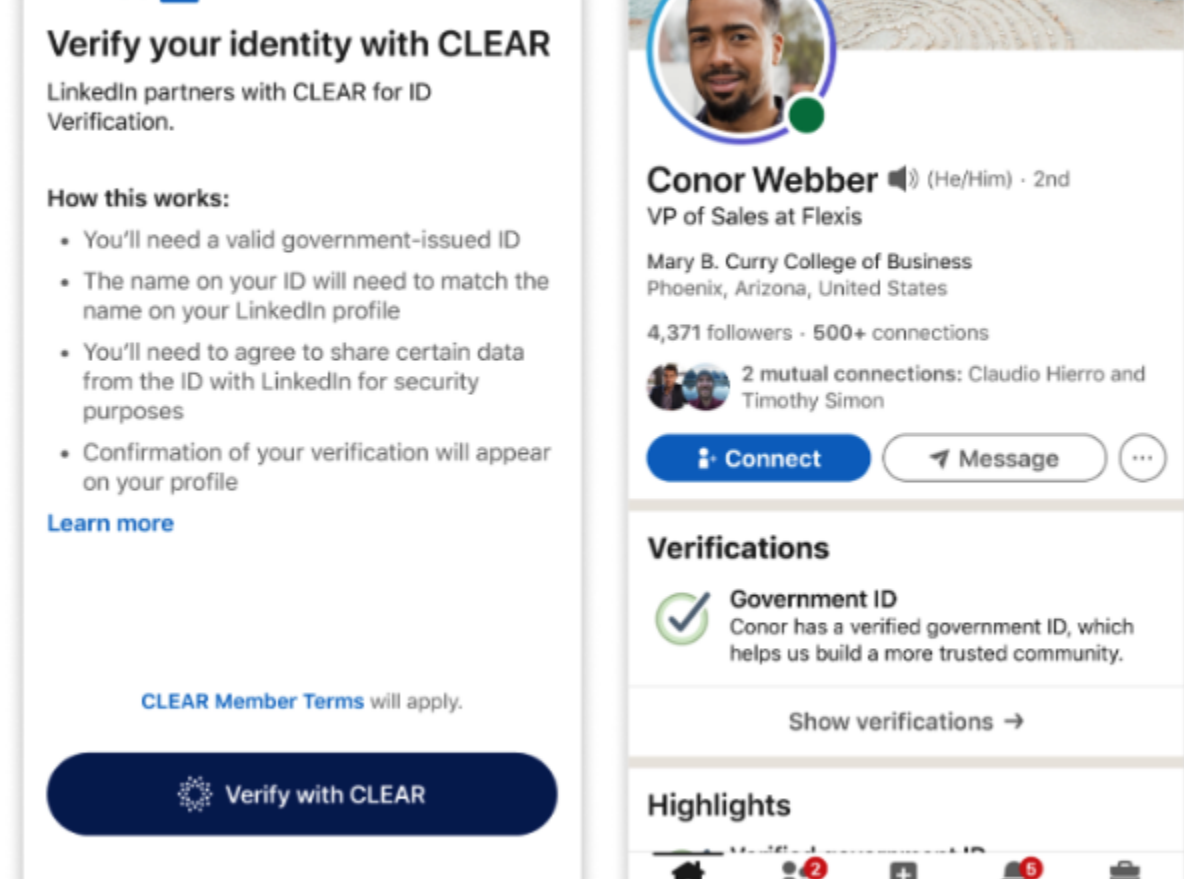 Verify your identity with CLEAR
LinkedIn partners with CLEAR for ID
Verification.
How this works:
• You'll need a valid government-issued ID
• The name on your ID will need to match the
name on your LinkedIn profile
• You'll need to agree to share certain data
from the ID with LinkedIn for security
purposes
• Confirmation of your verification will appear
on your profile
Learn more
CLEAR Member Terms will apply.
Verify with CLEAR
Conor Webber (He/Him) · 2nd
VP of Sales at Flexis
Mary B. Curry College of Business
Phoenix, Arizona, United States
4,371 followers · 500+ connections
2 mutual connections: Claudio Hierro and
Timothy Simon
Connect
Message
Verifications
Government ID
Conor has a verified government ID, which
helps us build a more trusted community.
Show verifications →
Highlights
Verified government ID
2
5